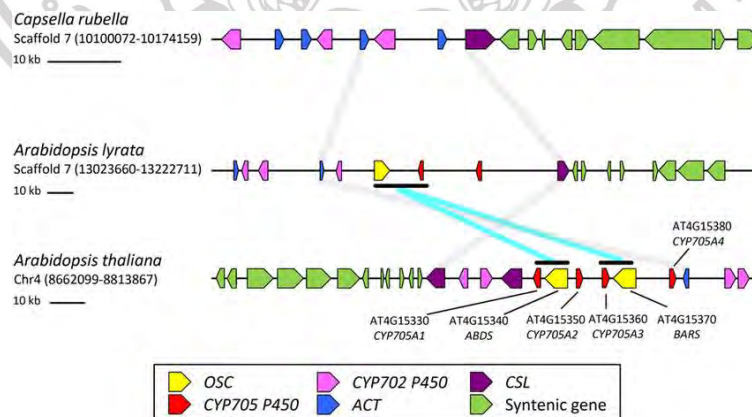 Capsella rubella
Scaffold 7 (10100072-10174159)
10 kb
Arabidopsis lyrata
Scaffold 7 (13023660-13222711)
10 kb
Arabidopsis thaliana
Chr4 (8662099-8813867)
10 kb
AT4G15380
CYP705A4
AT4G15330
CYP705A1
AT4G15340
ABDS
AT4G15350
CYP705A2
AT4G15360
CYP705A3
AT4G15370
BARS
OSC
CYP702 P450
CSL
CYP705 P450
ACT
Syntenic gene